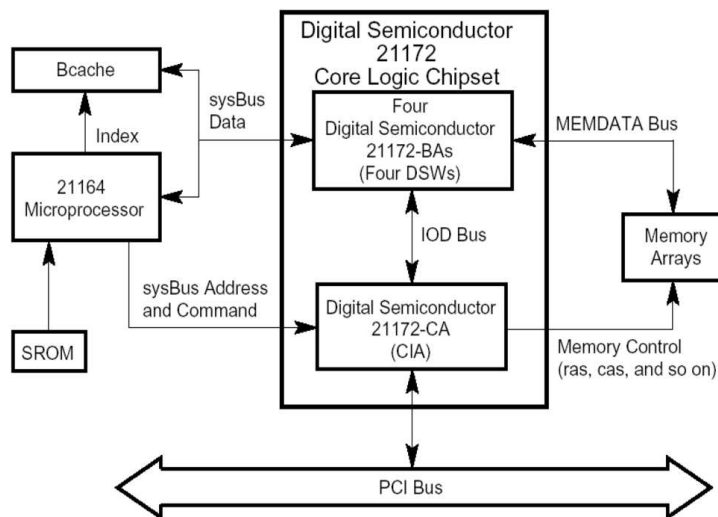 Digital Semiconductor
21172
Core Logic Chipset
Bcache
sysBus
Data
Four
Digital Semiconductor
21172-BAs
(Four DSWs)
MEMDATA Bus
Index
21164
Microprocessor
IOD Bus
Memory
Arrays
sysBus Address
and Command
Digital Semiconductor
21172-CA
(CIA)
SROM
Memory Control
(ras, cas, and so on)
PCI Bus